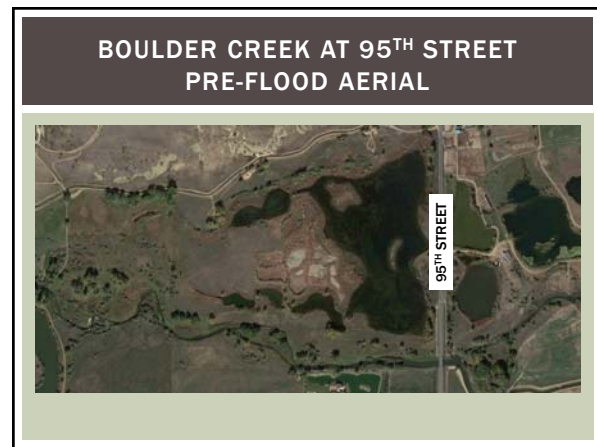 BOULDER CREEK AT 95TH STREET
PRE-FLOOD AERIAL
95TH STREET